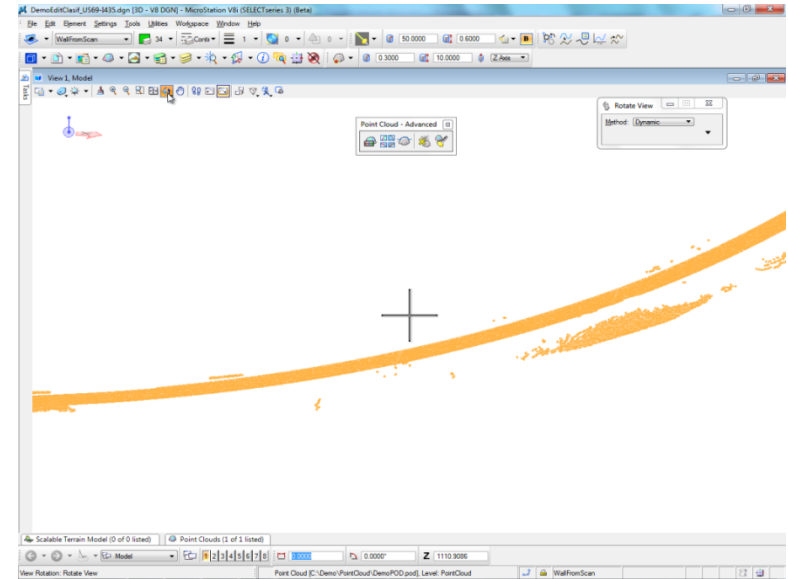 DemoEditClasif_US69-I435.dgn [3D - V8 DGN] - MicroStation V8i (SELECTseries 3) (Beta)
File Edit Element Settings Tools Utilities Workspace Window Help
WallFromScan 34 Conti 1 0 0 50.0000 0.6000 B
0.3000 10.0000 Z Axis
View 1, Model
Tasks
Rotate View
Method: Dynamic
Point Cloud - Advanced
Scalable Terrain Model (0 of 0 listed) Point Clouds (1 of 1 listed)
Model 1 2 3 4 5 6 7 8 0.0000 0.0000° Z 1110.9086
View Rotation: Rotate View Point Cloud [C:\Demo\PointCloud\DemoPOD.pod], Level: PointCloud WallFromScan